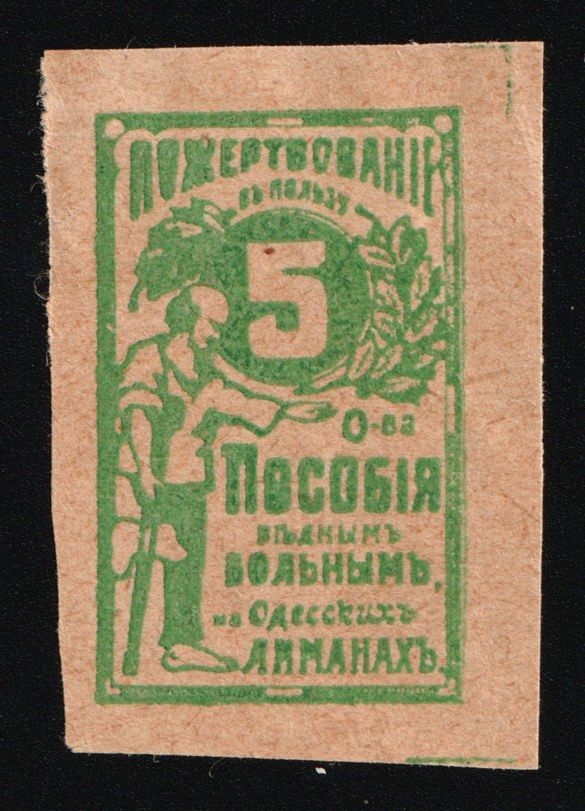 ПОЖЕРТВОВАНІЕ
въ пользу
5
О-ва
ПОСОБІЯ
БѢДНЫМЪ
БОЛЬНЫМЪ,
на Одесскихъ
ЛИМАНАХЪ.